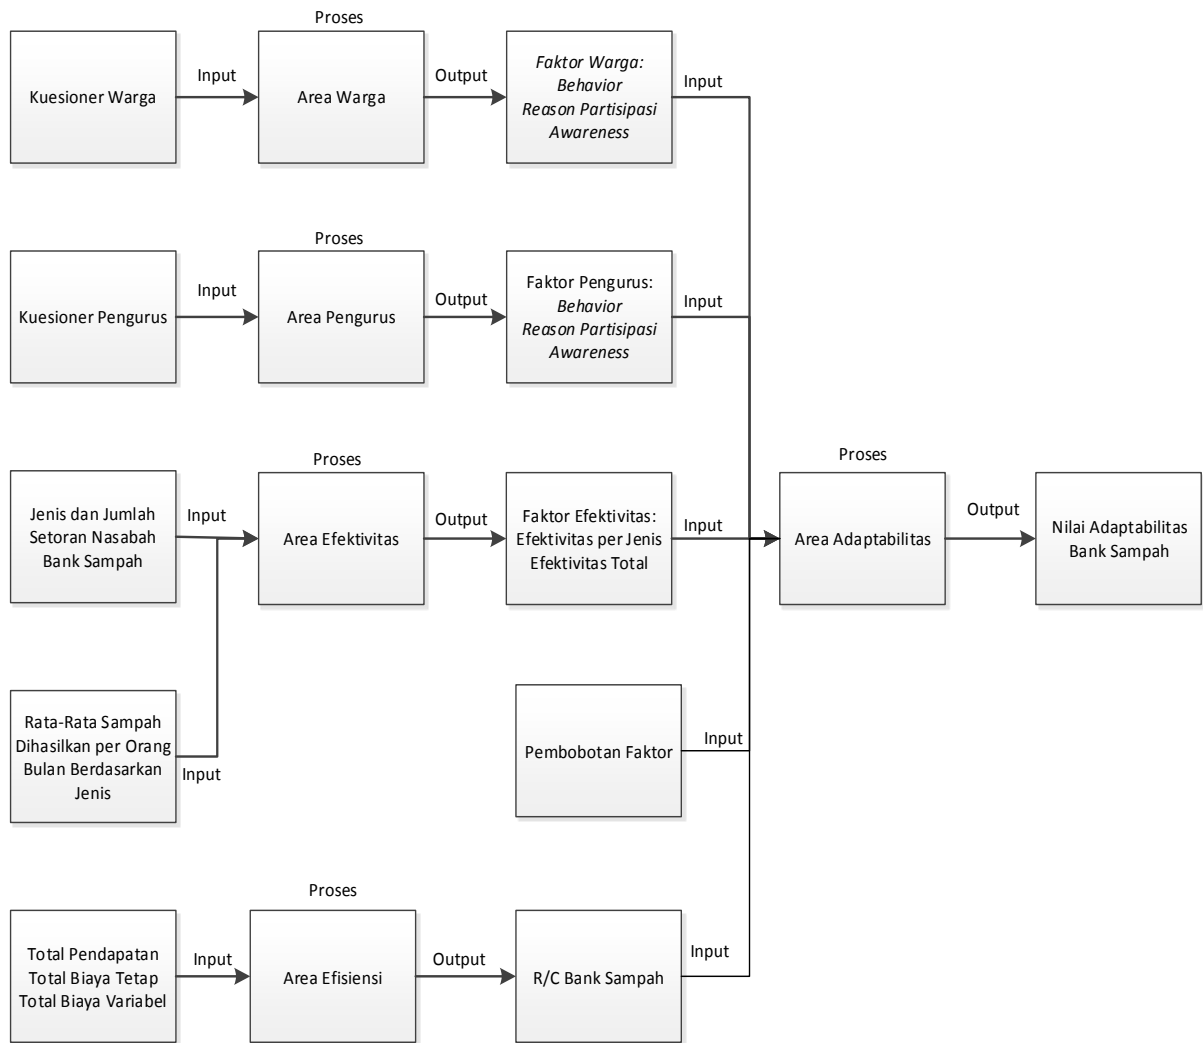 Proses
Kuesioner Warga
Input
Area Warga
Output
Faktor Warga:
Behavior
Reason Partisipasi
Awareness
Input
Proses
Kuesioner Pengurus
Input
Area Pengurus
Output
Faktor Pengurus:
Behavior
Reason Partisipasi
Awareness
Input
Proses
Jenis dan Jumlah
Setoran Nasabah
Bank Sampah
Input
Area Efektivitas
Output
Faktor Efektivitas:
Efektivitas per Jenis
Efektivitas Total
Input
Proses
Area Adaptabilitas
Output
Nilai Adaptabilitas
Bank Sampah
Rata-Rata Sampah
Dihasilkan per Orang
Bulan Berdasarkan
Jenis
Input
Pembobotan Faktor
Input
Proses
Total Pendapatan
Total Biaya Tetap
Total Biaya Variabel
Input
Area Efisiensi
Output
R/C Bank Sampah
Input